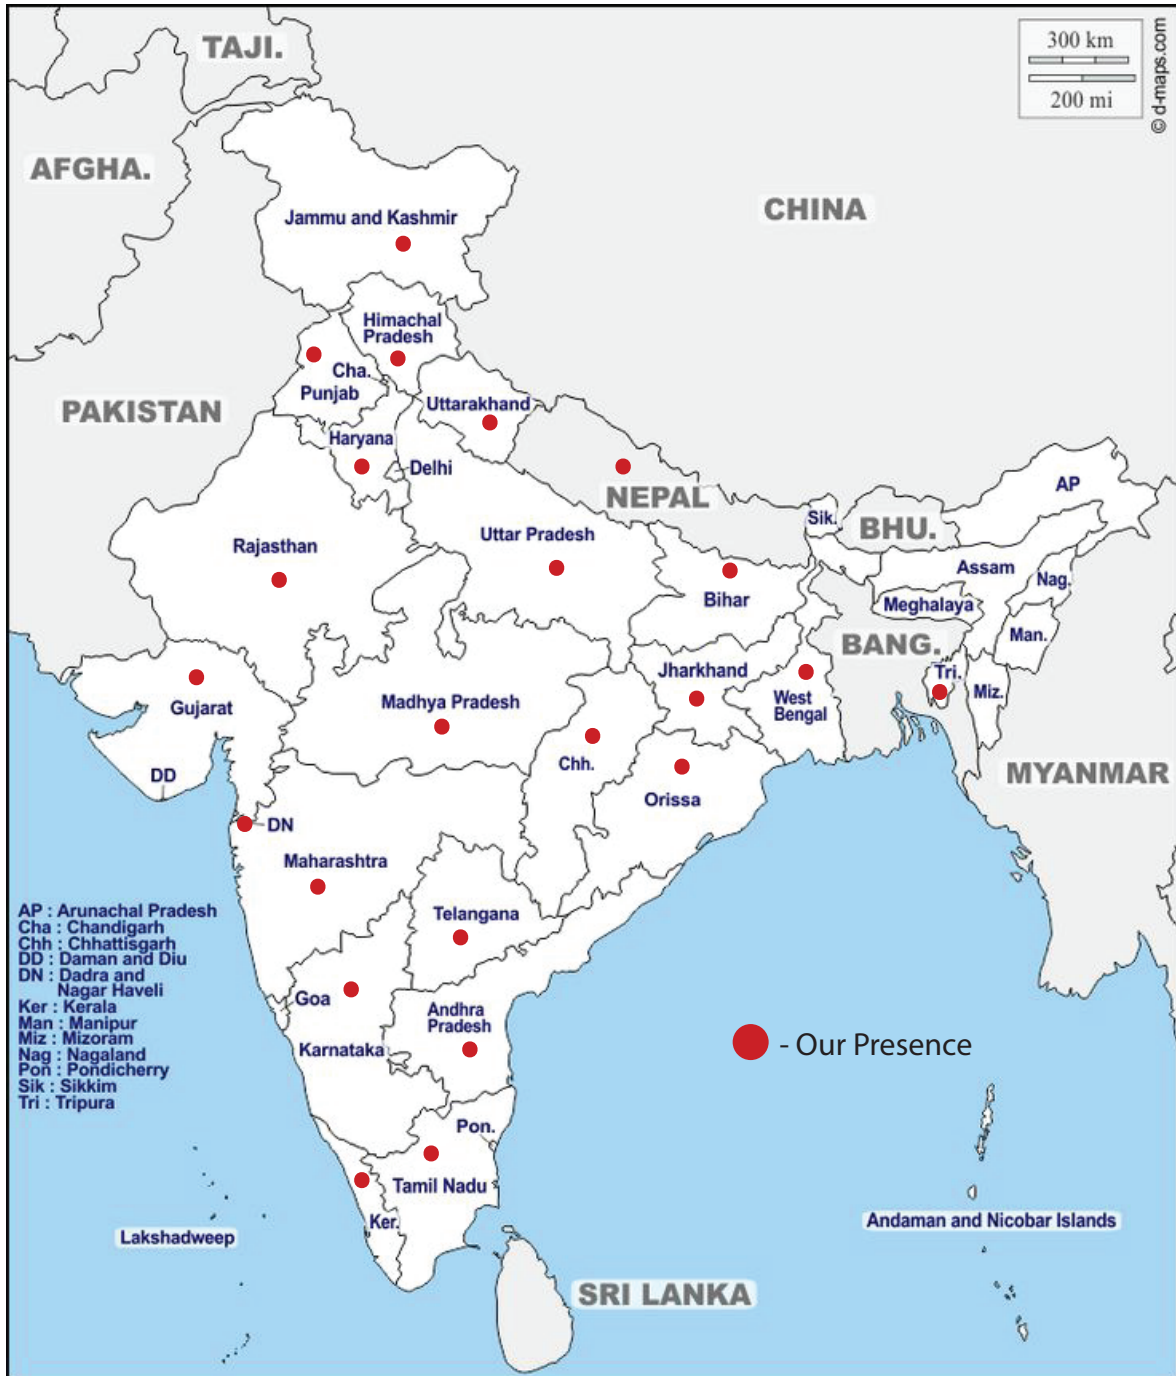 TAJI.
300 km
200 mi
© d-maps.com
AFGHA.
CHINA
Jammu and Kashmir
Himachal
Pradesh
Cha.
Punjab
PAKISTAN
Uttarakhand
Haryana
Delhi
NEPAL
AP
Sik.
BHU.
Rajasthan
Uttar Pradesh
Assam
Nag.
Bihar
Meghalaya
Man.
BANG.
Jharkhand
Tri.
Miz.
Gujarat
Madhya Pradesh
West
Bengal
Chh.
MYANMAR
DD
Orissa
DN
Maharashtra
Telangana
AP : Arunachal Pradesh
Cha : Chandigarh
Chh : Chhattisgarh
DD : Daman and Diu
DN : Dadra and
Nagar Haveli
Ker : Kerala
Man : Manipur
Miz : Mizoram
Nag : Nagaland
Pon : Pondicherry
Sik : Sikkim
Tri : Tripura
Goa
Andhra
Pradesh
Karnataka
- Our Presence
Pon.
Tamil Nadu
Ker.
Lakshadweep
Andaman and Nicobar Islands
SRI LANKA